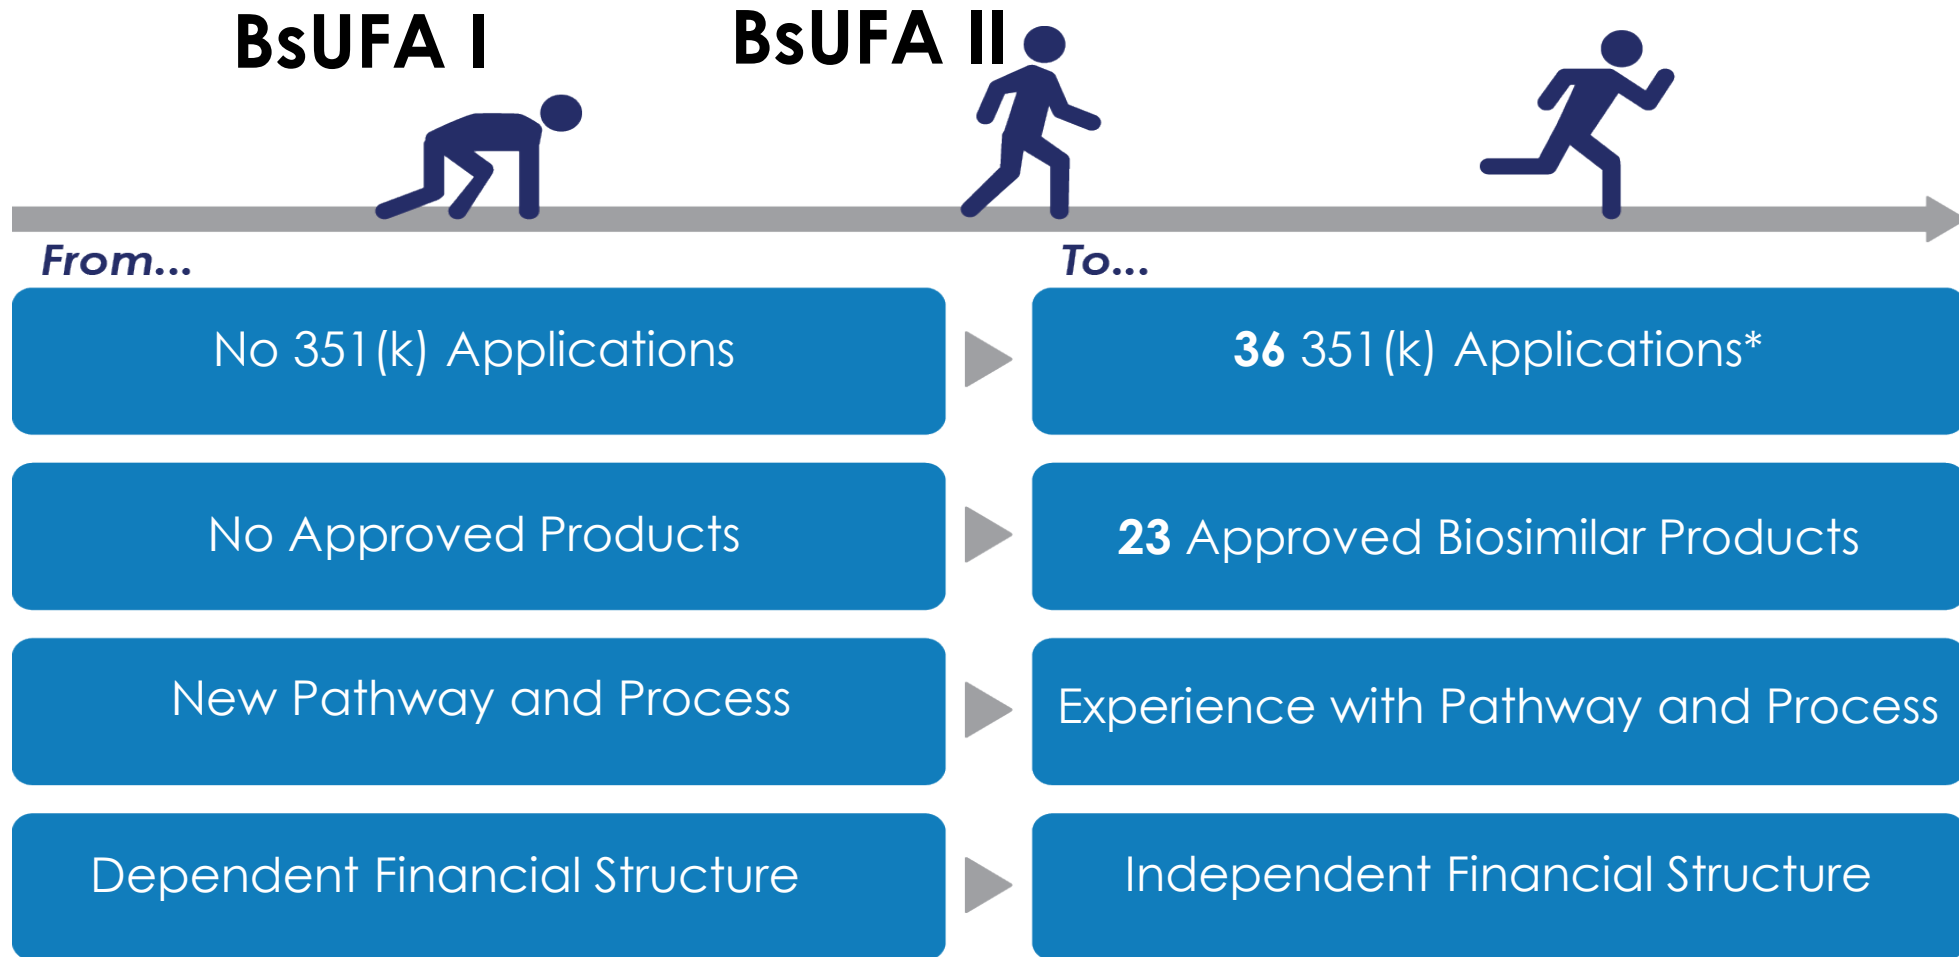 BsUFA I
BsUFA II
From...
To...
No 351(k) Applications
36 351(k) Applications*
No Approved Products
23 Approved Biosimilar Products
New Pathway and Process
Experience with Pathway and Process
Dependent Financial Structure
Independent Financial Structure